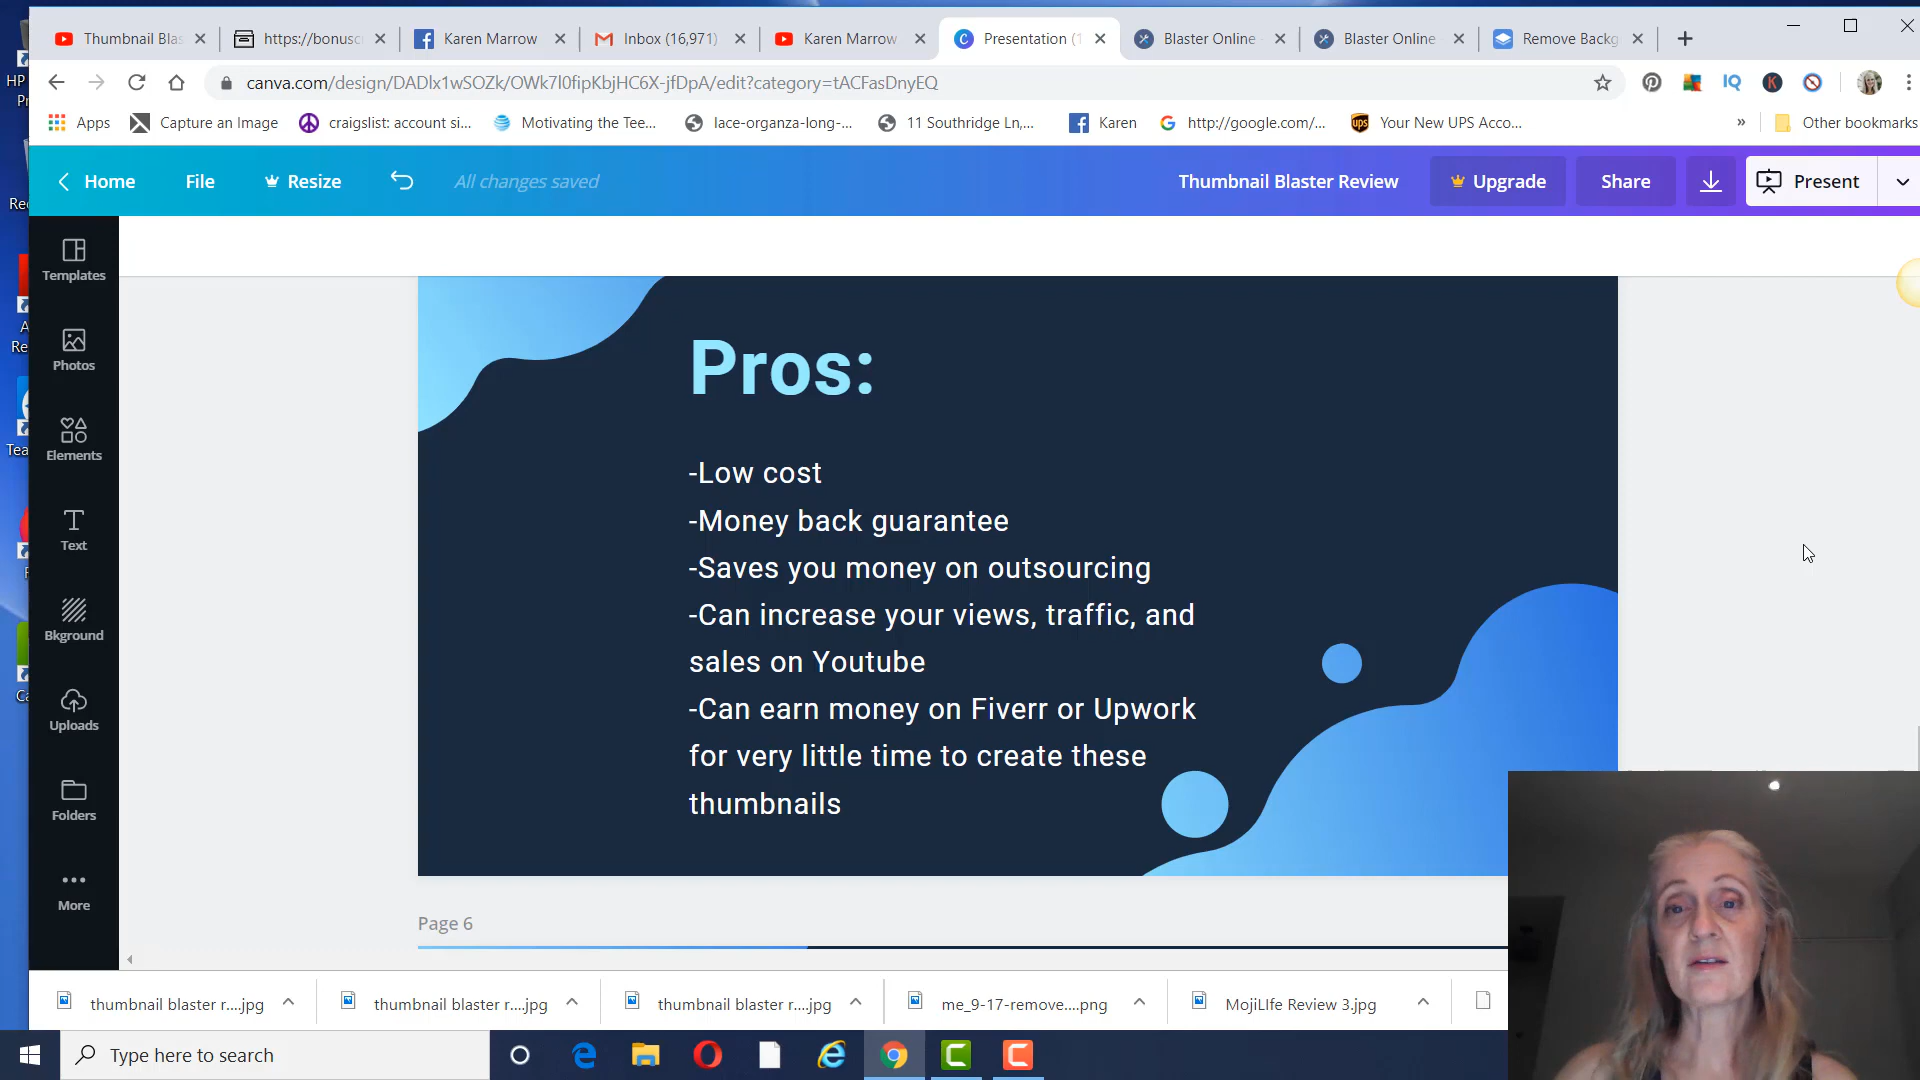 Thumbnail Blas
https://bonusc
Karen Marrow
Inbox (16,971)
Karen Marrow
Presentation (1
Blaster Online
Blaster Online
Remove Backg
canva.com/design/DADlx1wSOZk/OWk7l0fipKbjHC6X-jfDpA/edit?category=tACFasDnyEQ
Apps
Capture an Image
craigslist: account si...
Motivating the Tee...
lace-organza-long-...
11 Southridge Ln,...
Karen
http://google.com/...
Your New UPS Acco...
»
Other bookmarks
Home
File
Resize
All changes saved
Thumbnail Blaster Review
Upgrade
Share
Present
Templates
Photos
Elements
Text
Bkground
Uploads
Folders
More
Pros:
-Low cost
-Money back guarantee
-Saves you money on outsourcing
-Can increase your views, traffic, and
sales on Youtube
-Can earn money on Fiverr or Upwork
for very little time to create these
thumbnails
Page 6
thumbnail blaster r....jpg
thumbnail blaster r....jpg
thumbnail blaster r....jpg
me_9-17-remove....png
MojiLIfe Review 3.jpg
Type here to search